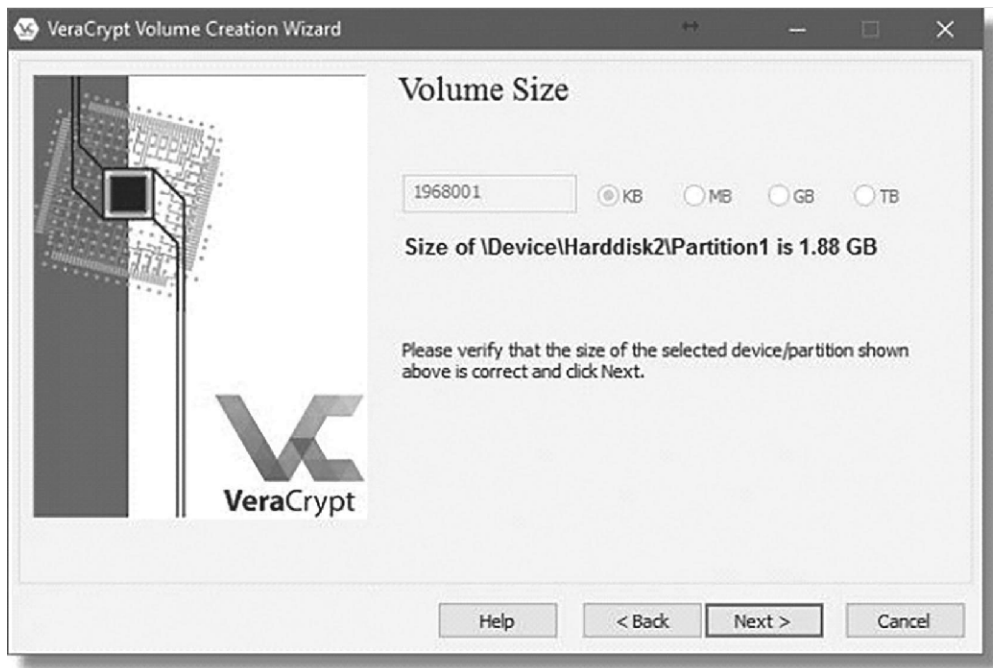 VeraCrypt Volume Creation Wizard
Volume Size
1968001
KB
MB
GB
TB
Size of \Device\Harddisk2\Partition1 is 1.88 GB
Please verify that the size of the selected device/partition shown
above is correct and click Next.
VeraCrypt
Help
< Back
Next >
Cancel